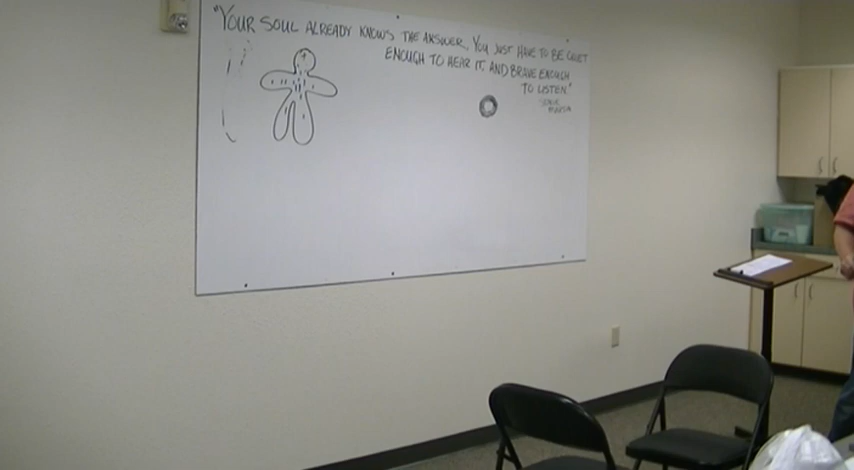 "YOUR SOUL ALREADY KNOWS THE ANSWER. YOU JUST HAVE TO BE QUIET
ENOUGH TO HEAR IT, AND BRAVE ENOUGH
TO LISTEN."